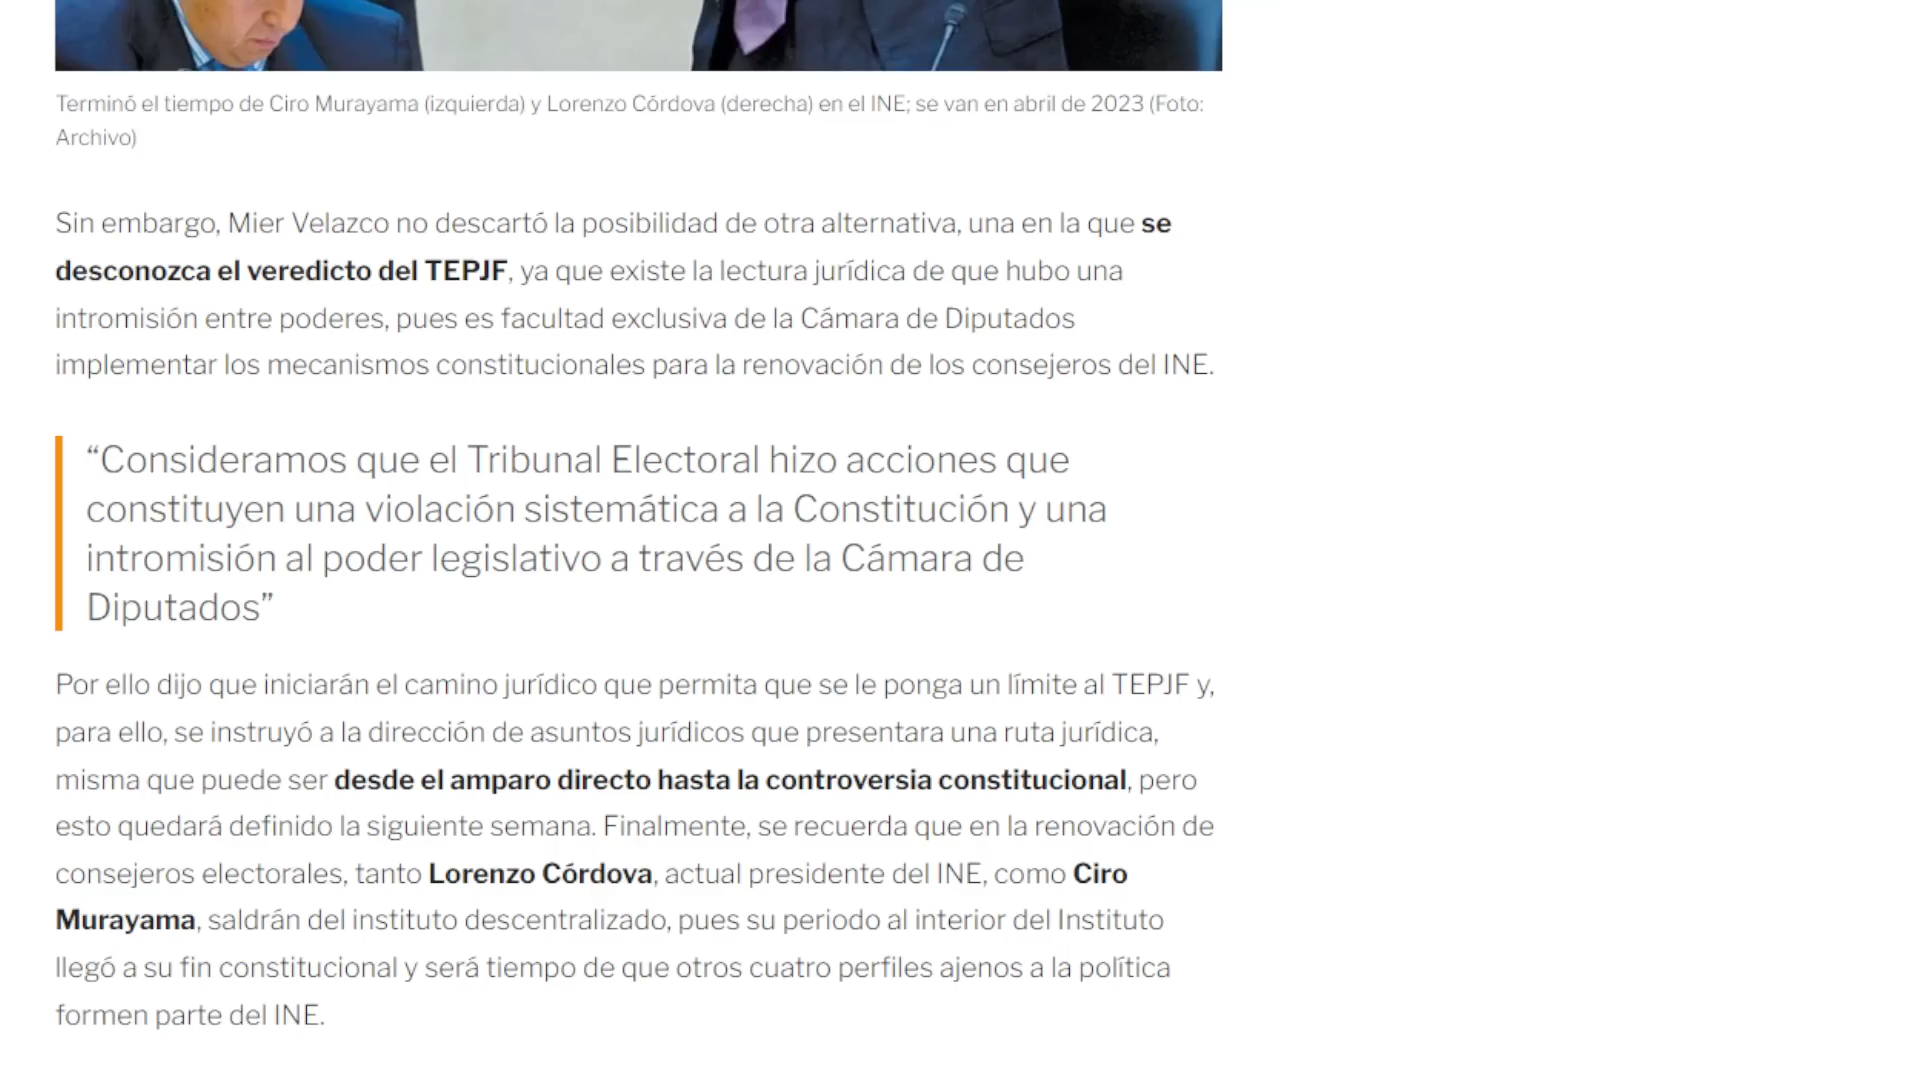 Terminó el tiempo de Ciro Murayama (izquierda) y Lorenzo Córdova (derecha) en el INE; se van en abril de 2023 (Foto:
Archivo)
Sin embargo, Mier Velazco no descartó la posibilidad de otra alternativa, una en la que se
desconozca el veredicto del TEPJF, ya que existe la lectura jurídica de que hubo una
intromisión entre poderes, pues es facultad exclusiva de la Cámara de Diputados
implementar los mecanismos constitucionales para la renovación de los consejeros del INE.
“Consideramos que el Tribunal Electoral hizo acciones que
constituyen una violación sistemática a la Constitución y una
intromisión al poder legislativo a través de la Cámara de
Diputados”
Por ello dijo que iniciarán el camino jurídico que permita que se le ponga un límite al TEPJF y,
para ello, se instruyó a la dirección de asuntos jurídicos que presentara una ruta jurídica,
misma que puede ser desde el amparo directo hasta la controversia constitucional, pero
esto quedará definido la siguiente semana. Finalmente, se recuerda que en la renovación de
consejeros electorales, tanto Lorenzo Córdova, actual presidente del INE, como Ciro
Murayama, saldrán del instituto descentralizado, pues su periodo al interior del Instituto
llegó a su fin constitucional y será tiempo de que otros cuatro perfiles ajenos a la política
formen parte del INE.